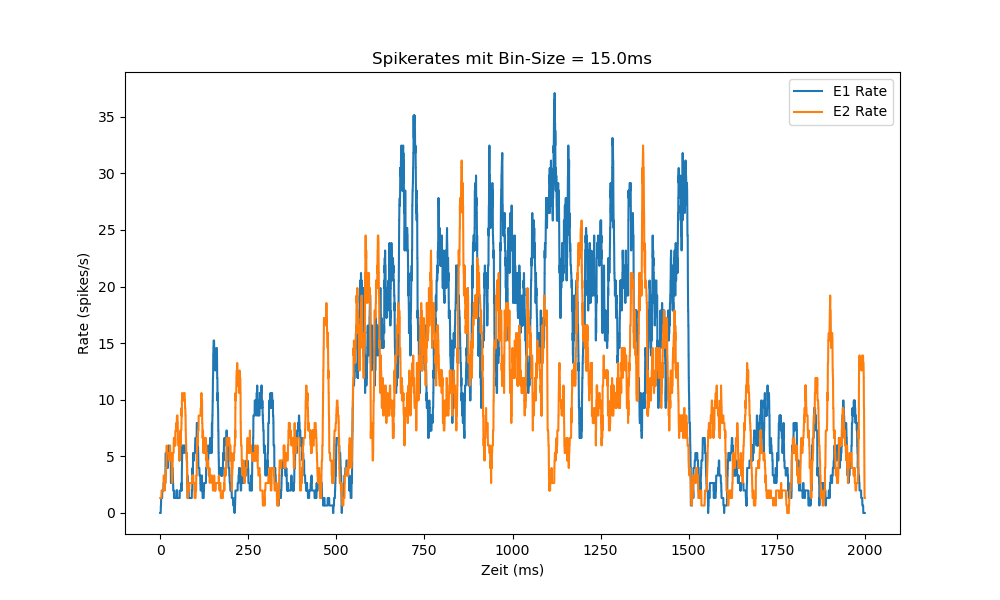 Spikerates mit Bin-Size = 15.0ms
E1 Rate
E2 Rate
Rate (spikes/s)
35
30
25
20
15
10
5
0
0 250 500 750 1000 1250 1500 1750 2000
Zeit (ms)